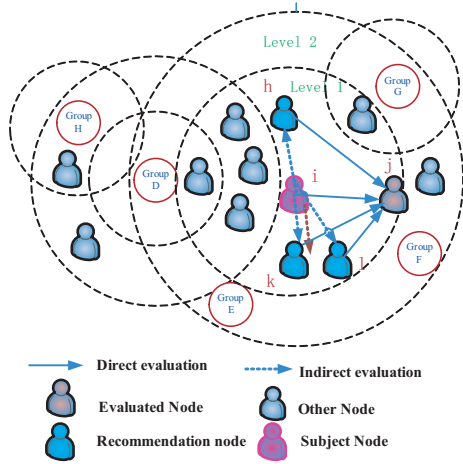 Level 2
Group
G
h
Level 1
Group
H
j
i
Group
D
Group
F
k
l
Group
E
Direct evaluation
Indirect evaluation
Evaluated Node
Other Node
Recommendation node
Subject Node